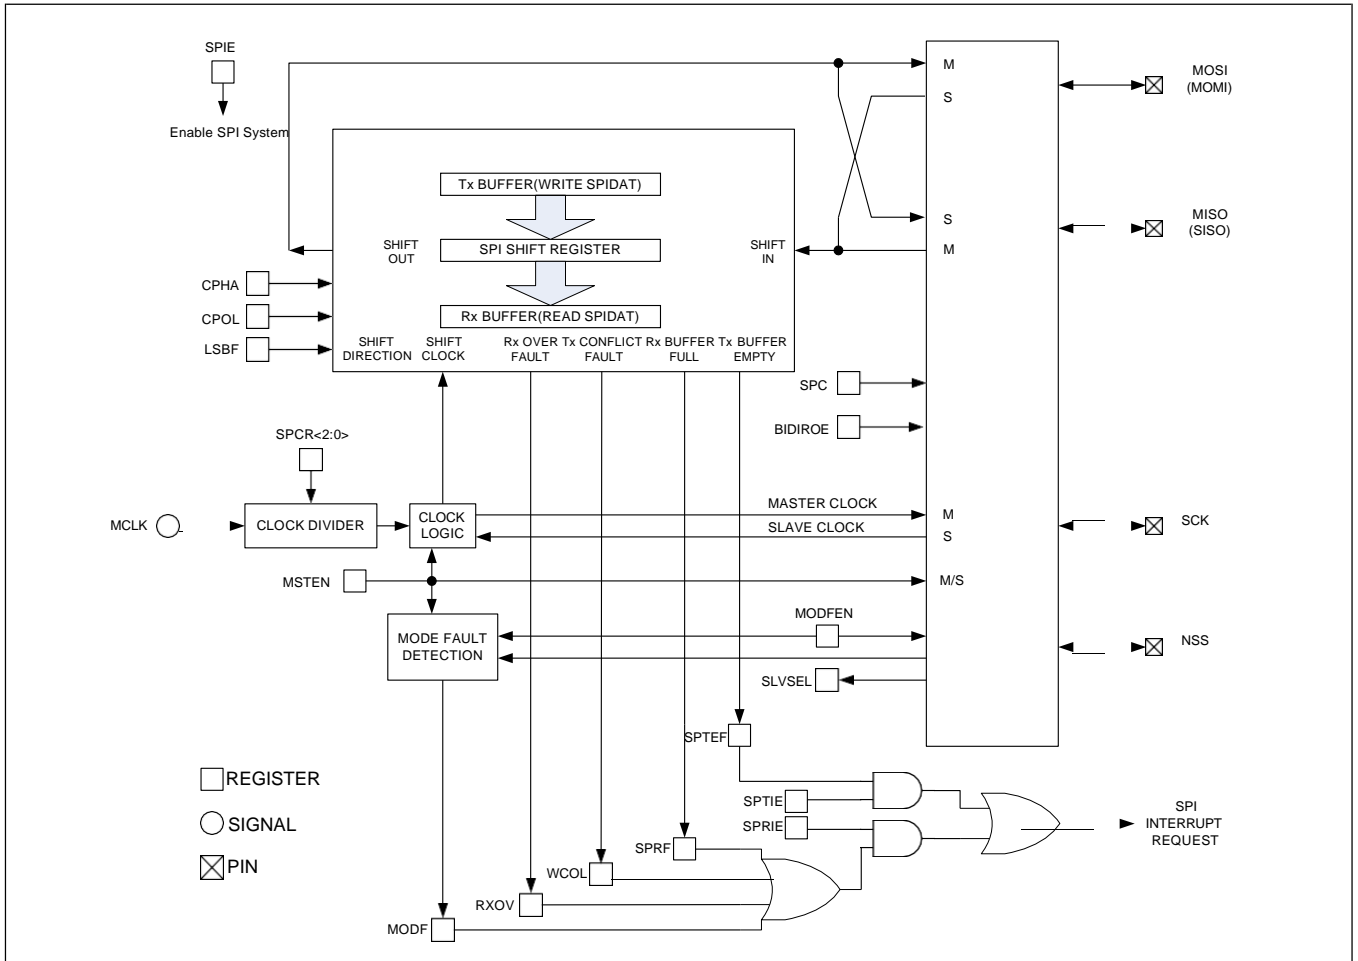 SPIE
Enable SPI System
M
MOSI
(MOMI)
S
Tx BUFFER(WRITE SPIDAT)
SHIFT
OUT
SPI SHIFT REGISTER
SHIFT
IN
S
M
MISO
(SISO)
Rx BUFFER(READ SPIDAT)
CPHA
CPOL
LSBF
SHIFT
DIRECTION
SHIFT
CLOCK
Rx OVER
FAULT
Tx CONFLICT
FAULT
Rx BUFFER
FULL
Tx BUFFER
EMPTY
SPC
BIDIROE
SPCR<2:0>
MCLK
CLOCK DIVIDER
CLOCK
LOGIC
MASTER CLOCK
M
SLAVE CLOCK
S
SCK
MSTEN
M/S
MODE FAULT
DETECTION
MODFEN
NSS
SLVSEL
SPTEF
REGISTER
SIGNAL
PIN
SPTIE
SPRIE
SPI
INTERRUPT
REQUEST
SPRF
WCOL
RXOV
MODF